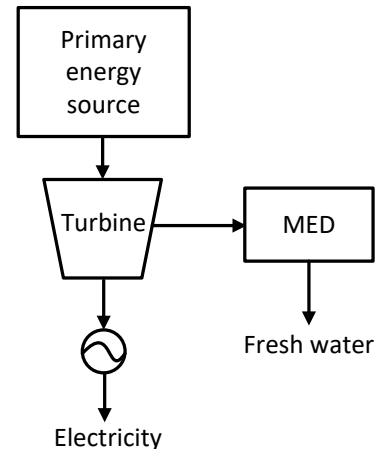 Primary
energy
source
Turbine
MED
Fresh water
Electricity